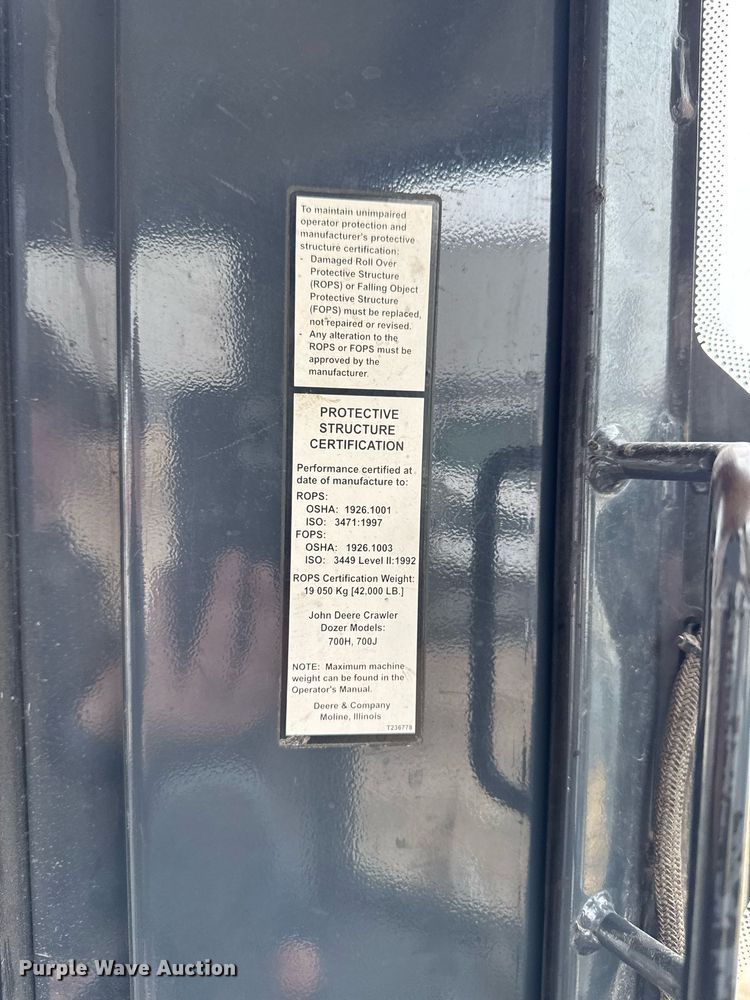 To maintain unimpaired
operator protection and
manufacturer's protective
structure certification:
- Damaged Roll Over
Protective Structure
(ROPS) or Falling Object
Protective Structure
(FOPS) must be replaced,
not repaired or revised.
- Any alteration to the
ROPS or FOPS must be
approved by the
manufacturer.
PROTECTIVE
STRUCTURE
CERTIFICATION
Performance certified at
date of manufacture to:
ROPS:
OSHA: 1926.1001
ISO: 3471:1997
FOPS:
OSHA: 1926.1003
ISO: 3449 Level II:1992
ROPS Certification Weight:
19 050 Kg [42,000 LB.]
John Deere Crawler
Dozer Models:
700H, 700J
NOTE: Maximum machine
weight can be found in the
Operator's Manual.
Deere & Company
Moline, Illinois
T236778
Purple Wave Auction